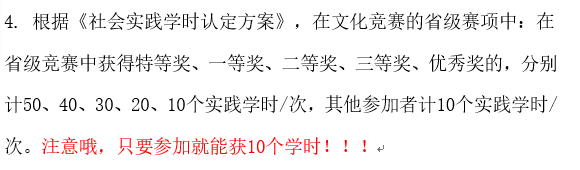 4. 根据《社会实践学时认定方案》，在文化竞赛的省级赛项中：在
省级竞赛中获得特等奖、一等奖、二等奖、三等奖、优秀奖的，分别
计50、40、30、20、10个实践学时/次，其他参加者计10个实践学时/
次。注意哦，只要参加就能获10个学时！！！